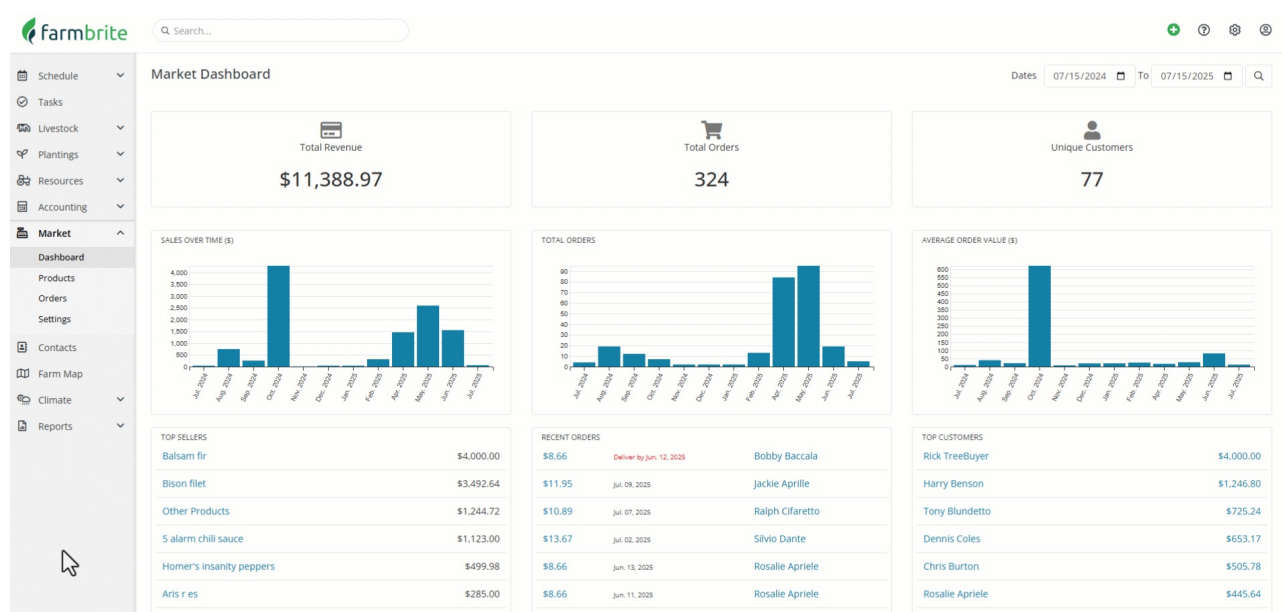 farmbrite
Search...
Schedule
Tasks
Livestock
Plantings
Resources
Accounting
Market
Dashboard
Products
Orders
Settings
Contacts
Farm Map
Climate
Reports
Market Dashboard
Dates 07/15/2024 To 07/15/2025
Total Revenue
$11,388.97
Total Orders
324
Unique Customers
77
SALES OVER TIME ($)
4,000
3,500
3,000
2,500
2,000
1,500
1,000
500
0
Jul. 2024 Aug. 2024 Sep. 2024 Oct. 2024 Nov. 2024 Dec. 2024 Jan. 2025 Feb. 2025 Apr. 2025 May. 2025 Jun. 2025 Jul. 2025
TOTAL ORDERS
90
80
70
60
50
40
30
20
10
0
Jul. 2024 Aug. 2024 Sep. 2024 Oct. 2024 Nov. 2024 Dec. 2024 Jan. 2025 Feb. 2025 Apr. 2025 May. 2025 Jun. 2025 Jul. 2025
AVERAGE ORDER VALUE ($)
600
550
500
450
400
350
300
250
200
150
100
50
0
Jul. 2024 Aug. 2024 Sep. 2024 Oct. 2024 Nov. 2024 Dec. 2024 Jan. 2025 Feb. 2025 Apr. 2025 May. 2025 Jun. 2025 Jul. 2025
TOP SELLERS
Balsam fir $4,000.00
Bison filet $3,492.64
Other Products $1,244.72
5 alarm chili sauce $1,123.00
Homer's insanity peppers $499.98
Aris r es $285.00
RECENT ORDERS
$8.66 Deliver by Jun. 12, 2025 Bobby Baccala
$11.95 Jul. 09, 2025 Jackie Aprille
$10.89 Jul. 07, 2025 Ralph Cifaretto
$13.67 Jul. 02, 2025 Silvio Dante
$8.66 Jun. 13, 2025 Rosalie Apriele
$8.66 Jun. 11, 2025 Rosalie Apriele
TOP CUSTOMERS
Rick TreeBuyer $4,000.00
Harry Benson $1,246.80
Tony Blundetto $725.24
Dennis Coles $653.17
Chris Burton $505.78
Rosalie Apriele $445.64